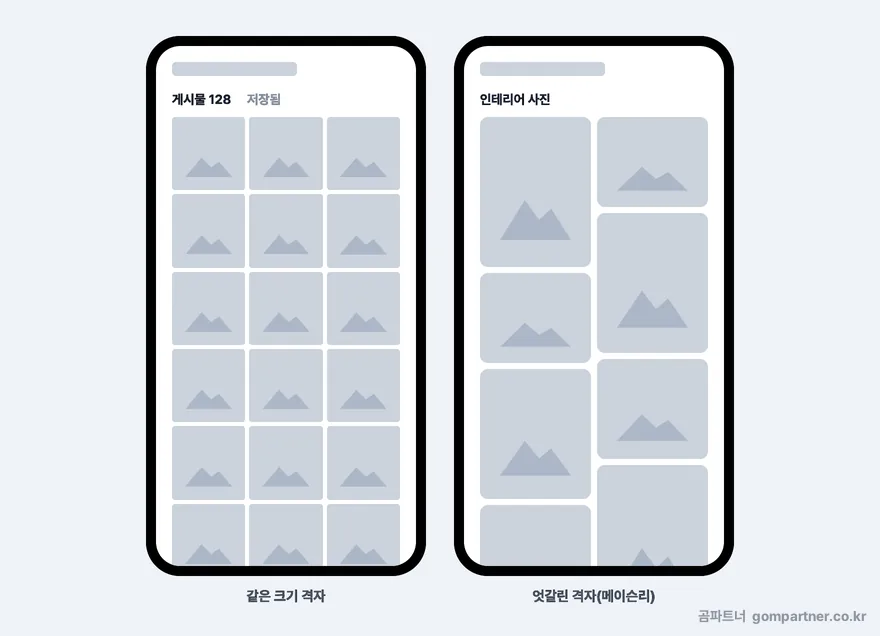 게시물 128 저장됨
인테리어 사진
같은 크기 격자
엇갈린 격자(메이슨리)
곰파트너 gompartner.co.kr